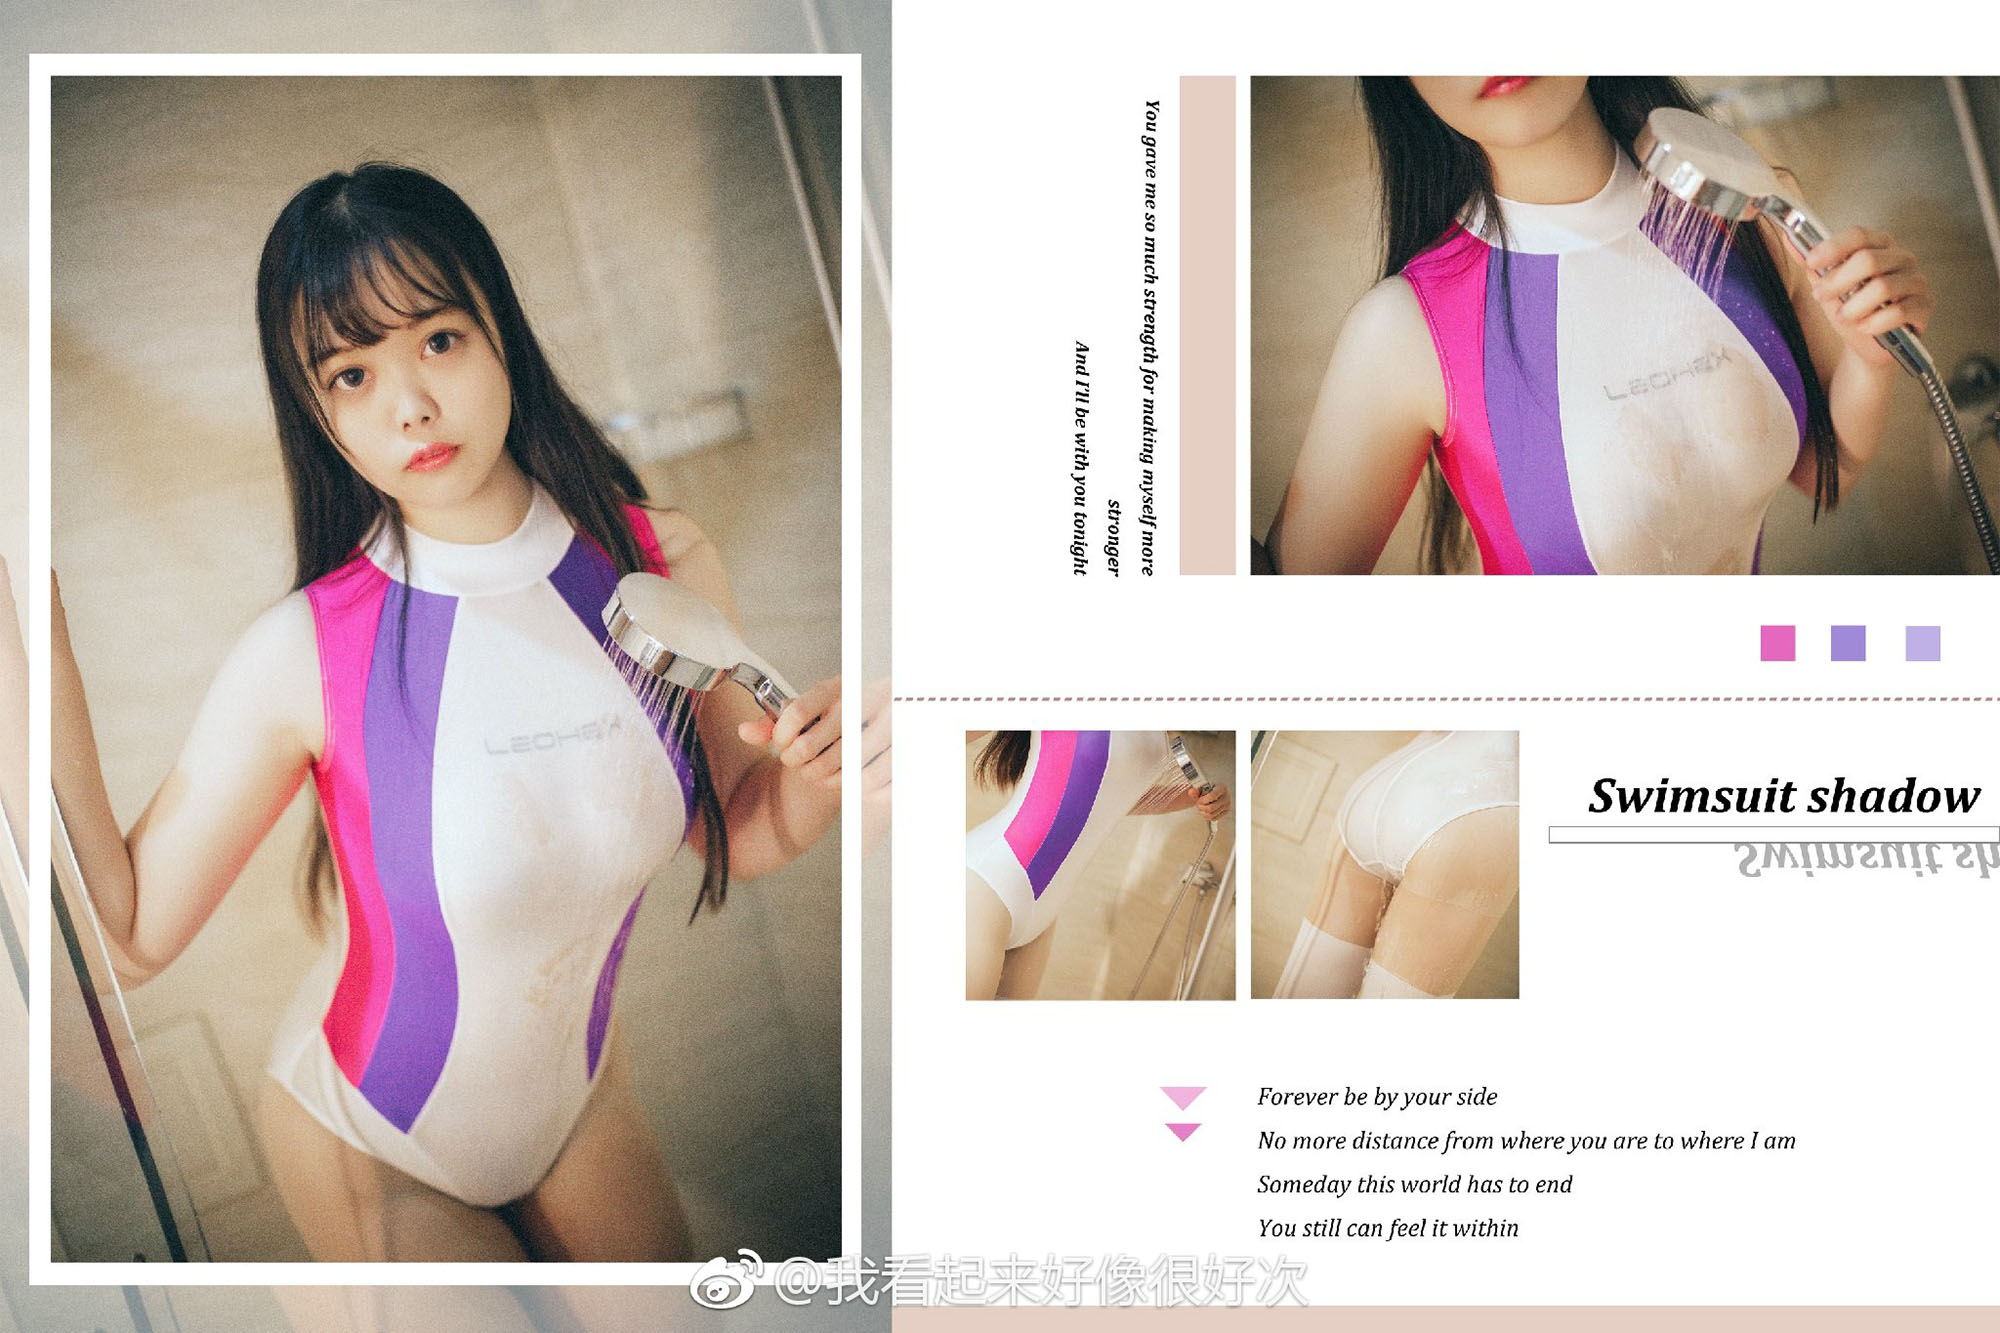 You gave me so much strength for making myself more
stronger
And I'll be with you tonight
LEOHEX
LEOHEX
Swimsuit shadow
Swimsuit sh
Forever be by your side
No more distance from where you are to where I am
Someday this world has to end
You still can feel it within
@我看起来好像很好次